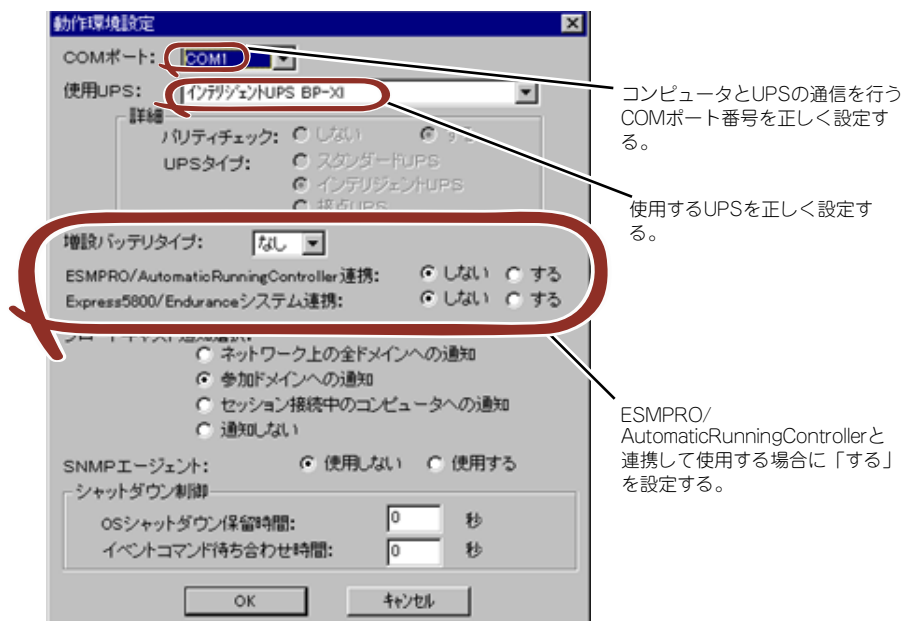 動作環境設定
COMポート: COM1
使用UPS: インテリジェントUPS BP-XI
詳細
パリティチェック: しない する
UPSタイプ: スタンダードUPS
インテリジェントUPS
接点UPS
増設バッテリタイプ: なし
ESMPRO/AutomaticRunningController連携: しない する
Express5800/Enduranceシステム連携: しない する
ブロードキャスト通知選択:
ネットワーク上の全ドメインへの通知
参加ドメインへの通知
セッション接続中のコンピュータへの通知
通知しない
SNMPエージェント: 使用しない 使用する
シャットダウン制御
OSシャットダウン保留時間: 0 秒
イベントコマンド待ち合わせ時間: 0 秒
OK キャンセル
コンピュータとUPSの通信を行う
COMポート番号を正しく設定す
る。
使用するUPSを正しく設定す
る。
ESMPRO/
AutomaticRunningControllerと
連携して使用する場合に「する」
を設定する。